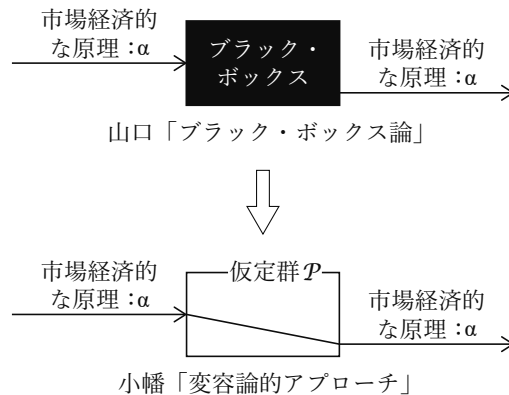 市場経済的
な原理：α
ブラック・
ボックス
市場経済的
な原理：α
山口「ブラック・ボックス論」
市場経済的
な原理：α
仮定群𝒫
市場経済的
な原理：α
小幡「変容論的アプローチ」